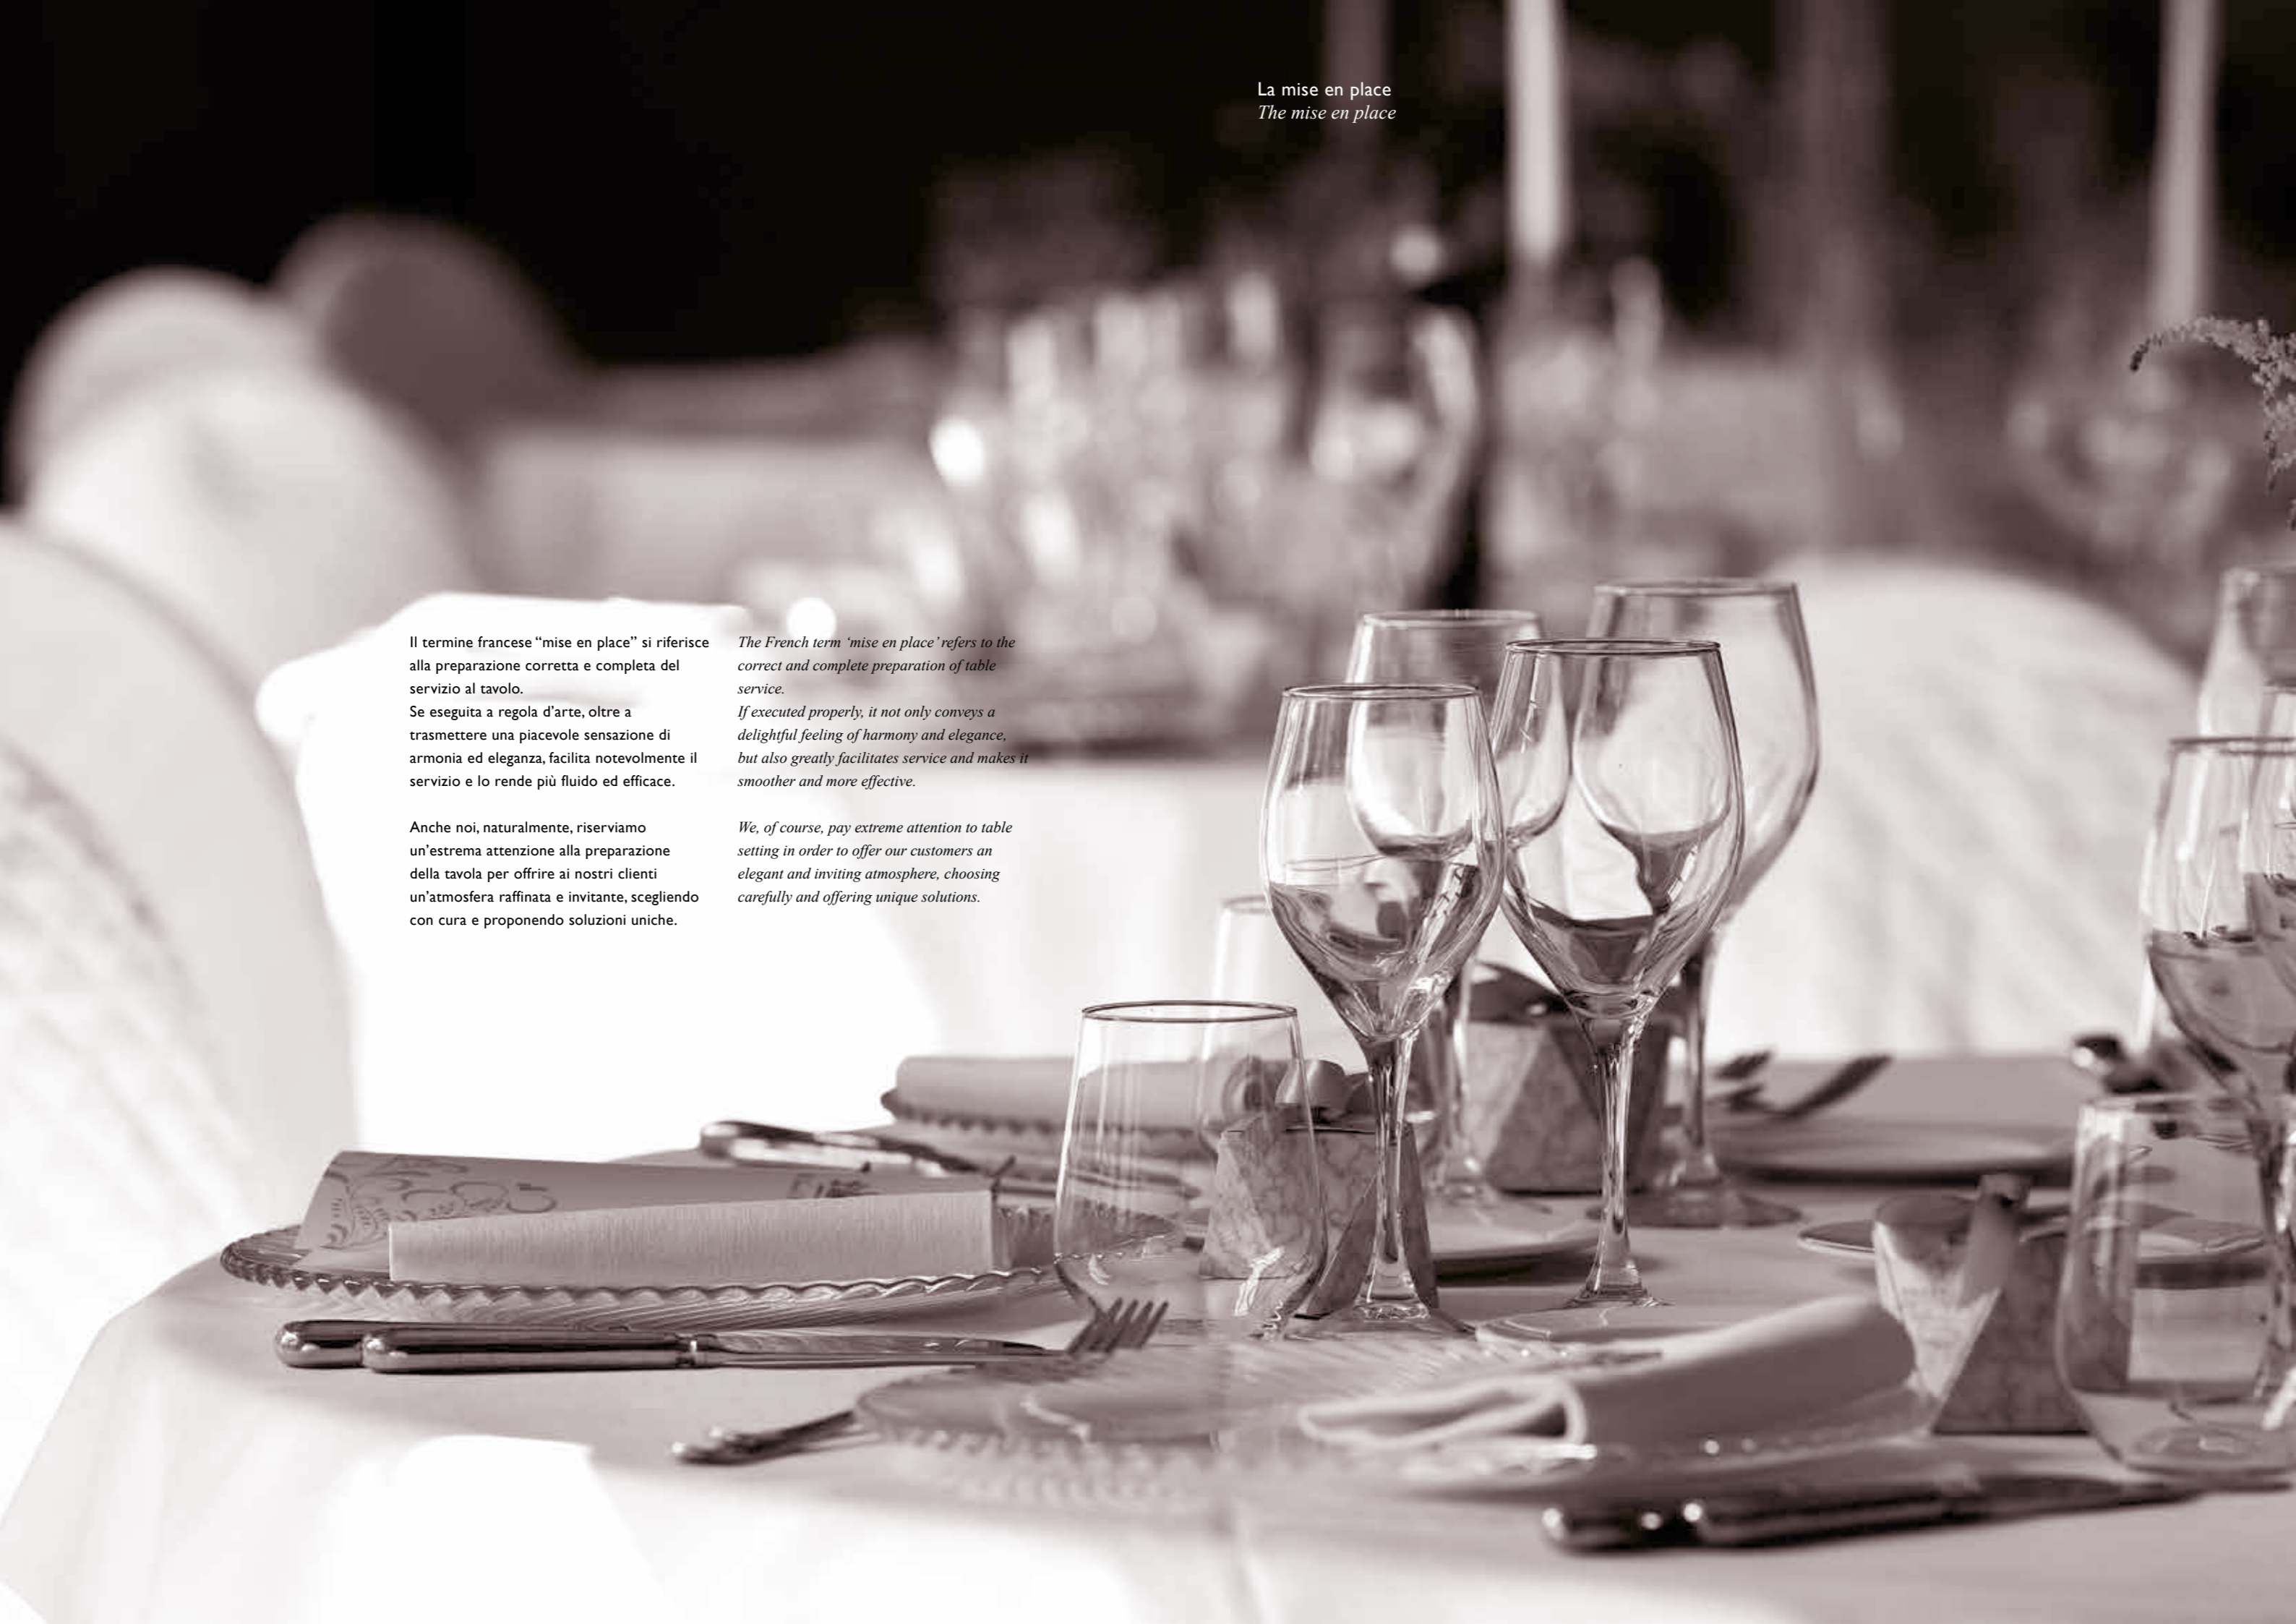 La mise en place
The mise en place
Il termine francese “mise en place” si riferisce
alla preparazione corretta e completa del
servizio al tavolo.
Se eseguita a regola d’arte, oltre a
trasmettere una piacevole sensazione di
armonia ed eleganza, facilita notevolmente il
servizio e lo rende più fluido ed efficace.
Anche noi, naturalmente, riserviamo
un’estrema attenzione alla preparazione
della tavola per offrire ai nostri clienti
un’atmosfera raffinata e invitante, scegliendo
con cura e proponendo soluzioni uniche.
The French term ‘mise en place’ refers to the
correct and complete preparation of table
service.
If executed properly, it not only conveys a
delightful feeling of harmony and elegance,
but also greatly facilitates service and makes it
smoother and more effective.
We, of course, pay extreme attention to table
setting in order to offer our customers an
elegant and inviting atmosphere, choosing
carefully and offering unique solutions.